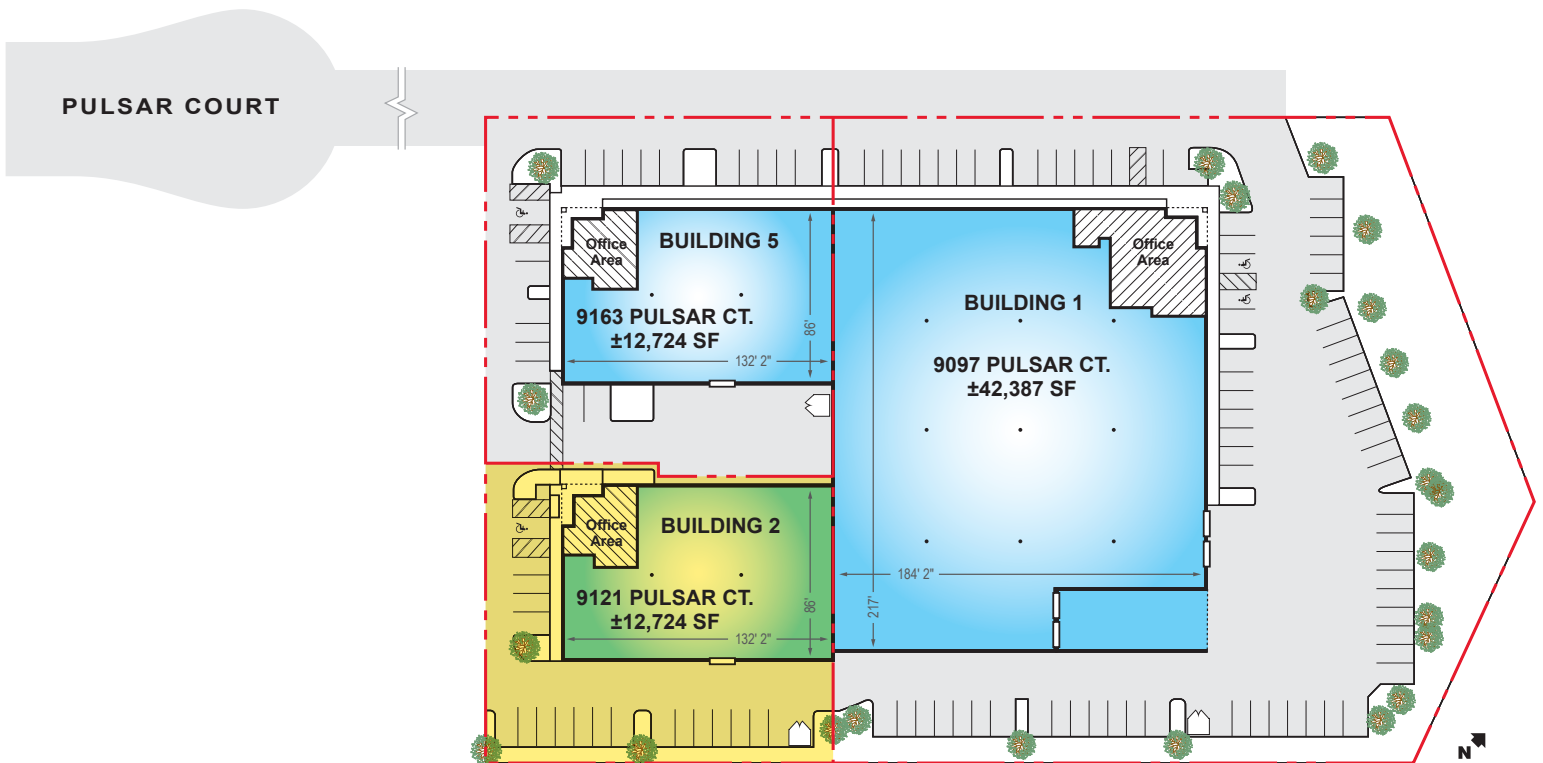 PULSAR COURT
Office
Area
BUILDING 5
9163 PULSAR CT.
±12,724 SF
86'
132' 2"
Office
Area
BUILDING 1
9097 PULSAR CT.
±42,387 SF
184' 2"
217'
Office
Area
BUILDING 2
9121 PULSAR CT.
±12,724 SF
86'
132' 2"
N